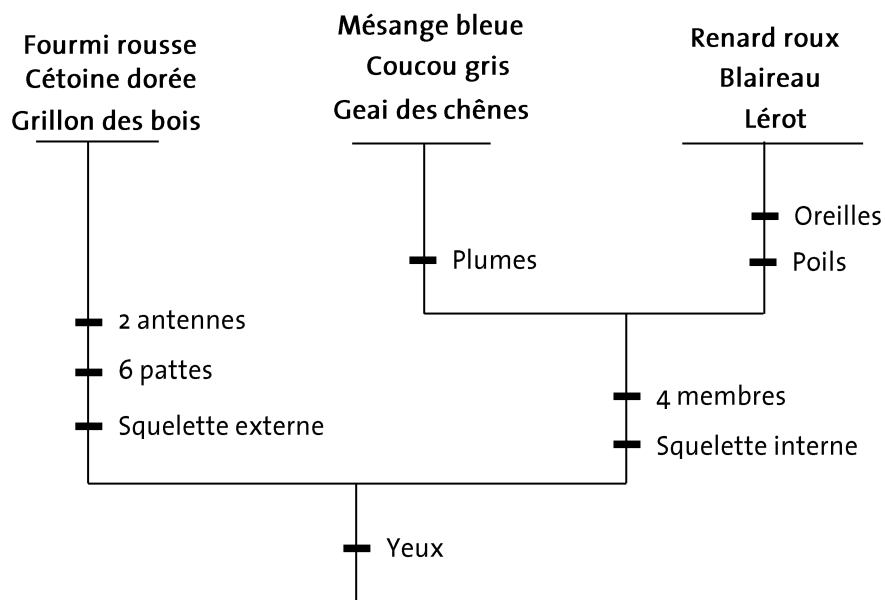 Fourmi rousse
Cétoine dorée
Grillon des bois
Mésange bleue
Coucou gris
Geai des chênes
Renard roux
Blaireau
Lérot
Oreilles
Plumes
Poils
2 antennes
6 pattes
Squelette externe
4 membres
Squelette interne
Yeux